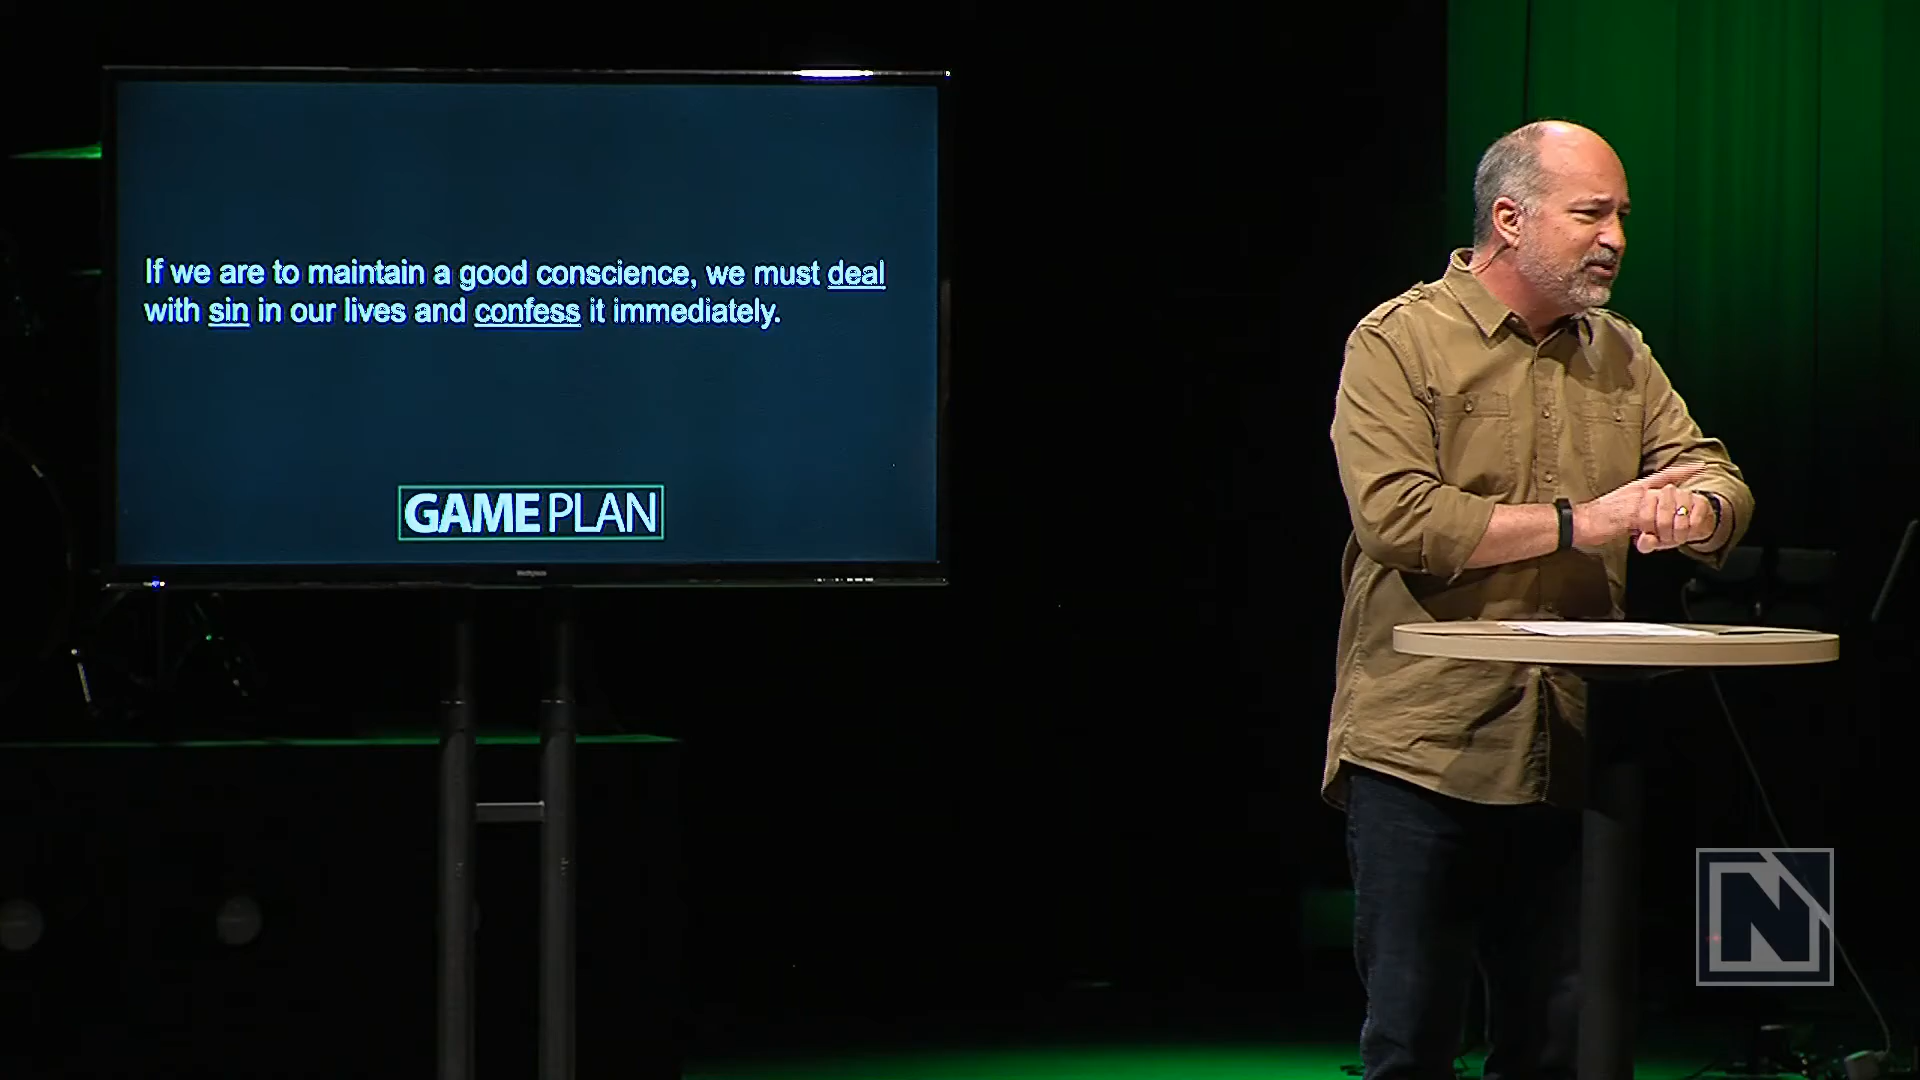 If we are to maintain a good conscience, we must deal
with sin in our lives and confess it immediately.
GAME PLAN
N